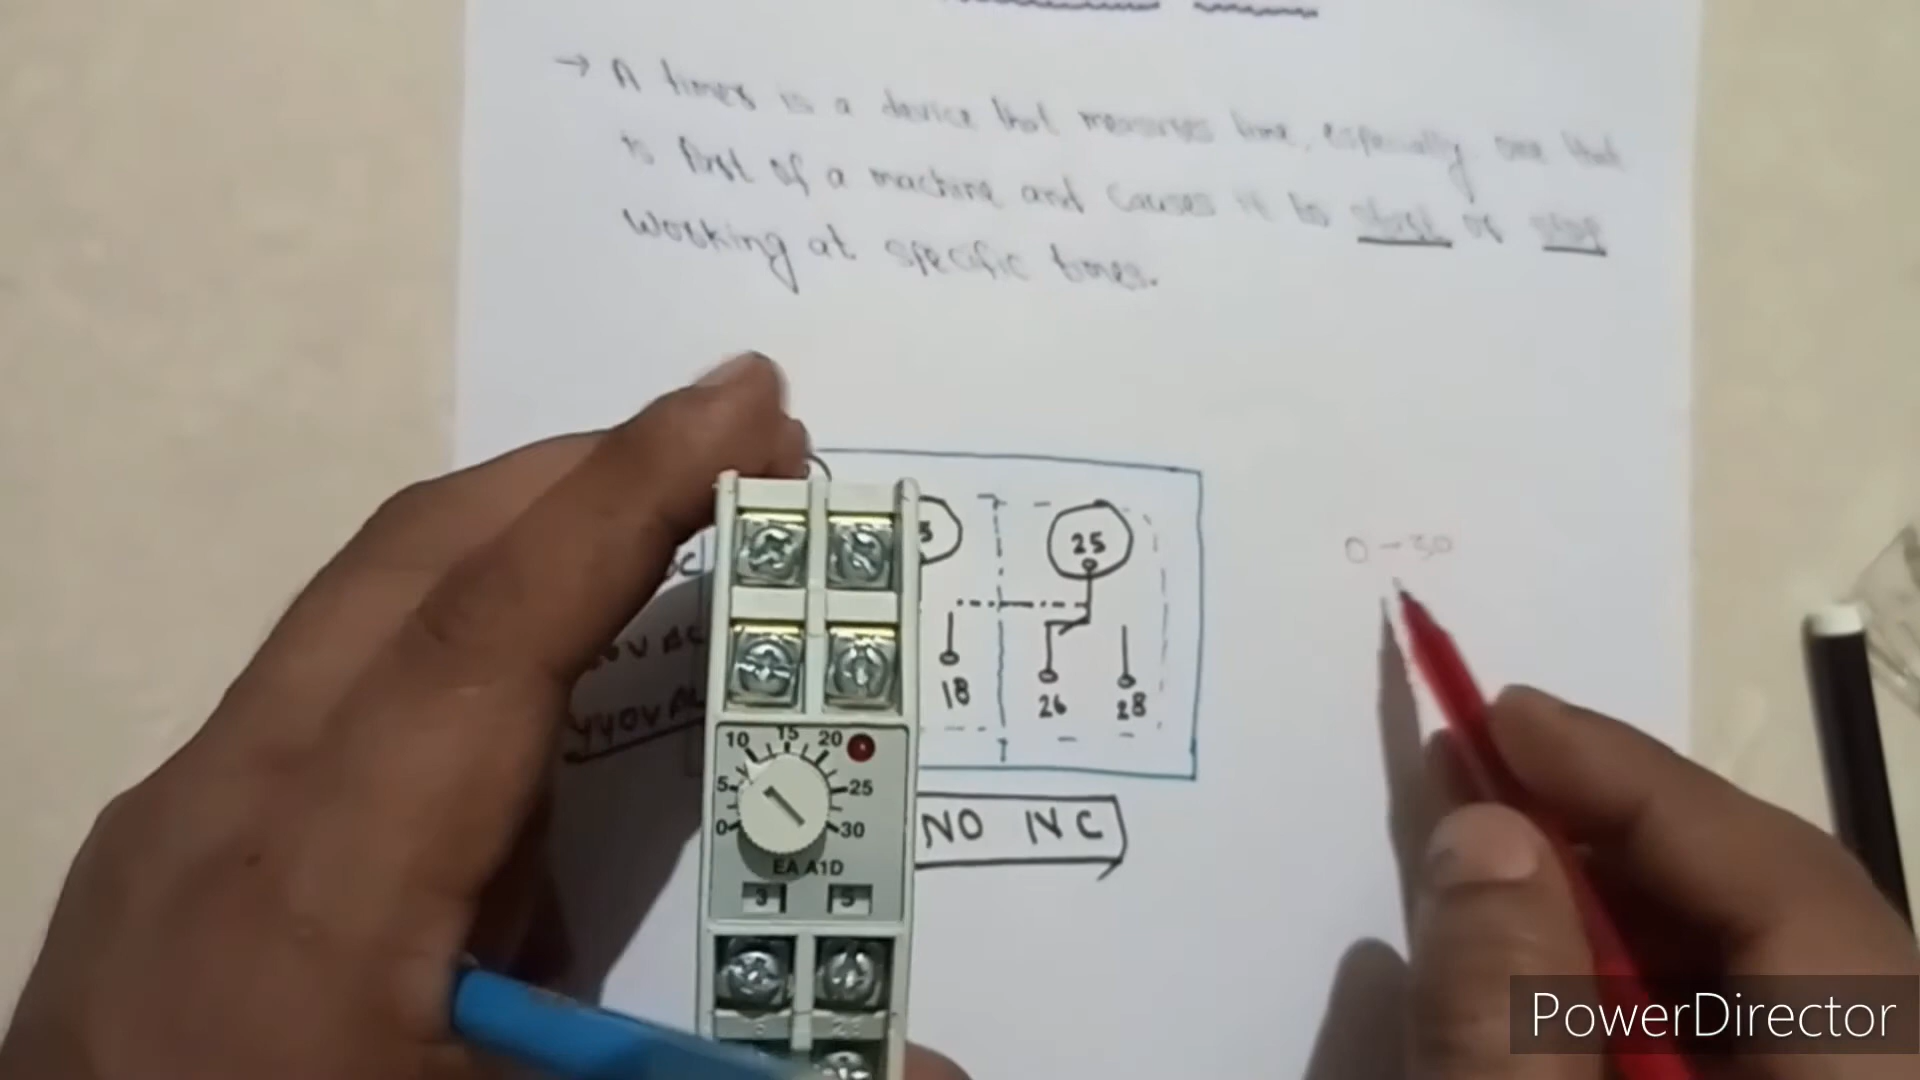 → A timer is a device that measures time, especially one that
is part of a machine and causes it to start or stop
working at specific times.
25
0 - 30
18
26
28
440V AC
10 15 20
5 25
0 30
EA A1D
3 5
NO NC
PowerDirector